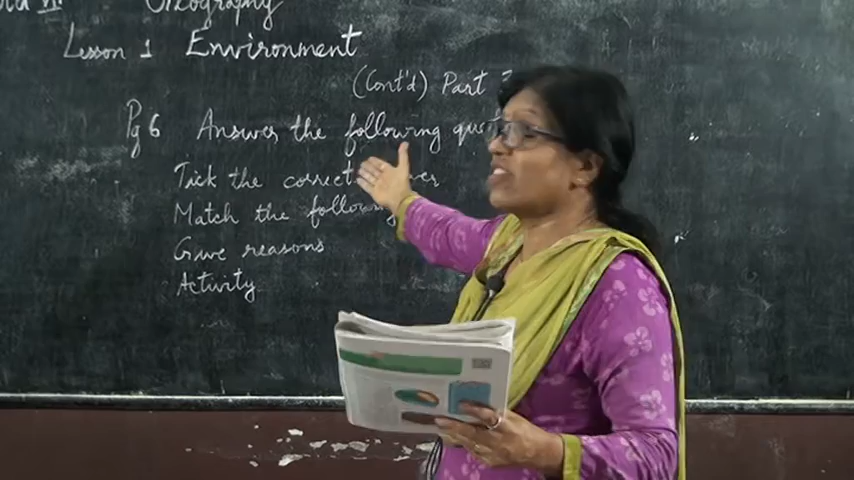 Geography
Lesson 1 Environment
(Cont'd) Part
Pg 6 Answer the following
Tick the correct
Match the following
Give reasons
Activity